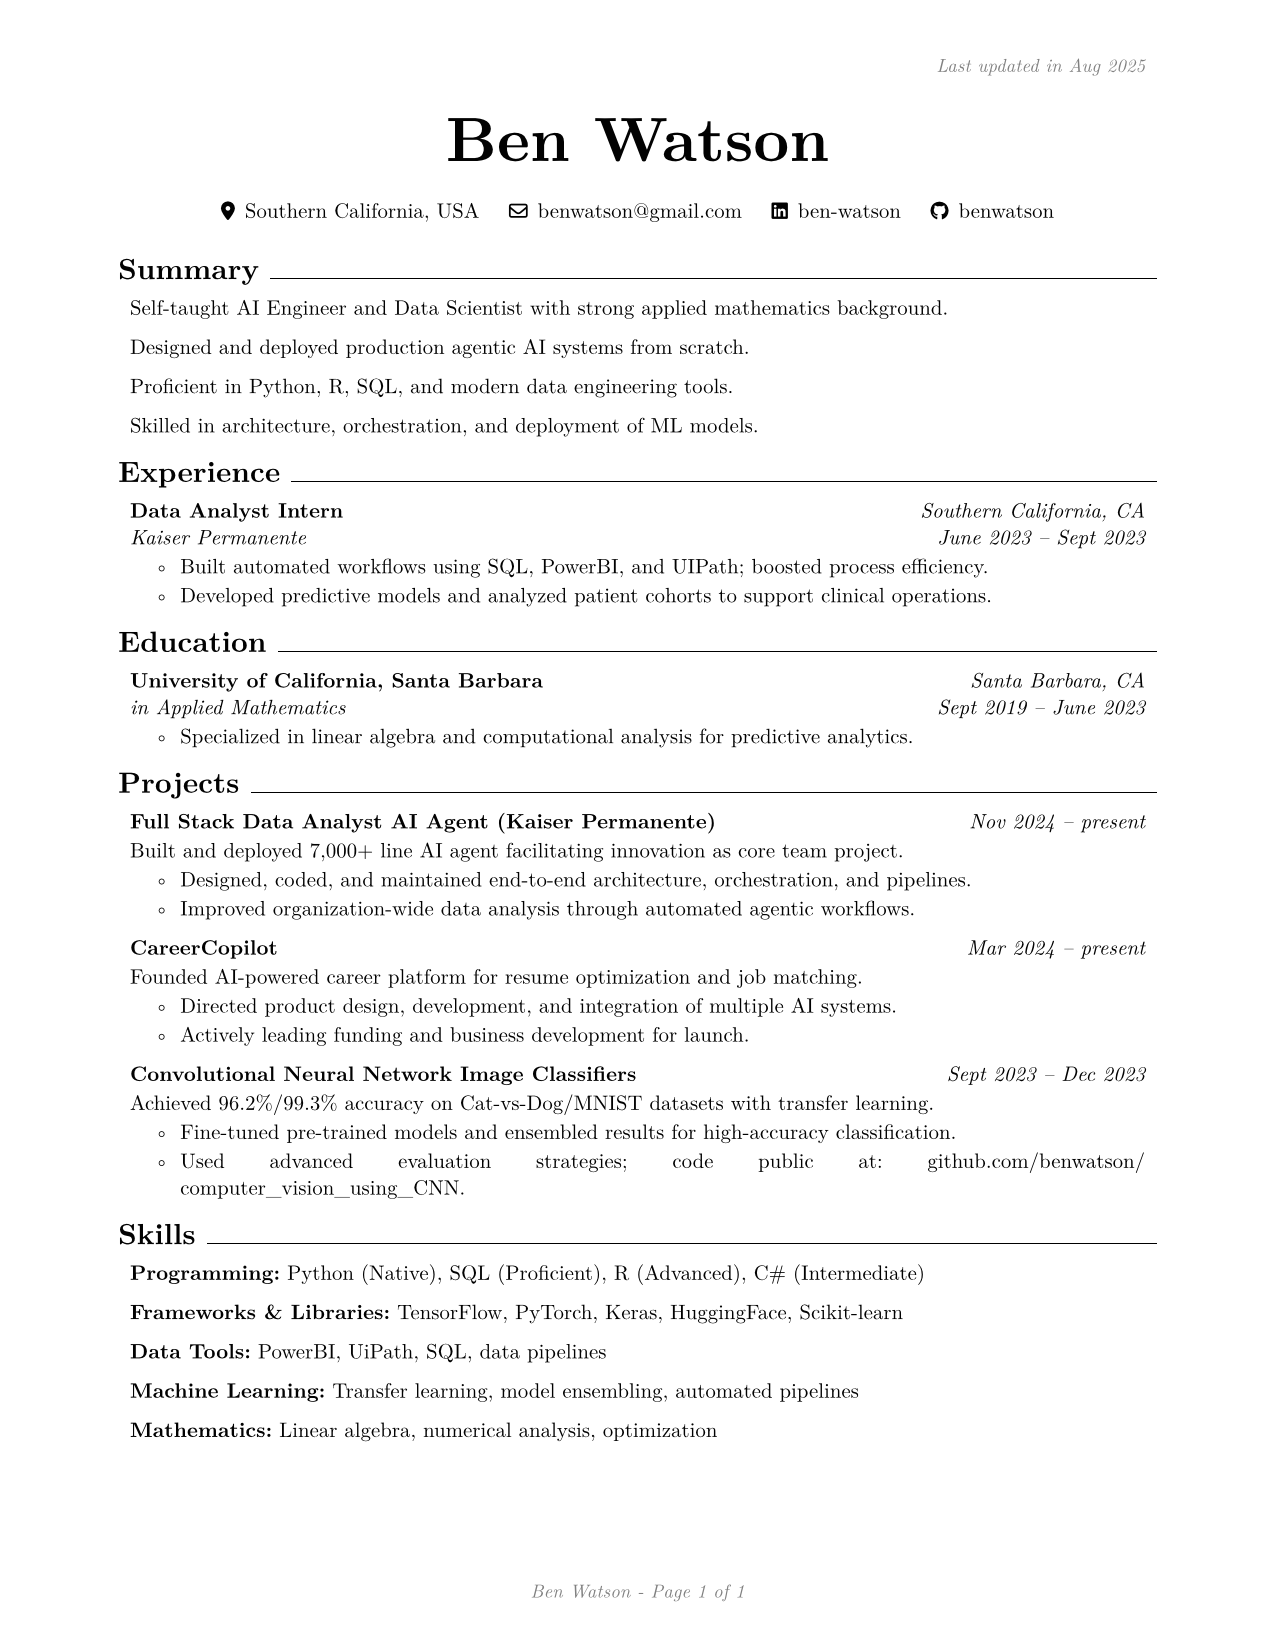 Last updated in Aug 2025
Ben Watson
Southern California, USA benwatson@gmail.com ben-watson benwatson
Summary
Self-taught AI Engineer and Data Scientist with strong applied mathematics background.
Designed and deployed production agentic AI systems from scratch.
Proficient in Python, R, SQL, and modern data engineering tools.
Skilled in architecture, orchestration, and deployment of ML models.
Experience
Data Analyst Intern Southern California, CA
Kaiser Permanente June 2023 – Sept 2023
◦ Built automated workflows using SQL, PowerBI, and UIPath; boosted process efficiency.
◦ Developed predictive models and analyzed patient cohorts to support clinical operations.
Education
University of California, Santa Barbara Santa Barbara, CA
in Applied Mathematics Sept 2019 – June 2023
◦ Specialized in linear algebra and computational analysis for predictive analytics.
Projects
Full Stack Data Analyst AI Agent (Kaiser Permanente) Nov 2024 – present
Built and deployed 7,000+ line AI agent facilitating innovation as core team project.
◦ Designed, coded, and maintained end-to-end architecture, orchestration, and pipelines.
◦ Improved organization-wide data analysis through automated agentic workflows.
CareerCopilot Mar 2024 – present
Founded AI-powered career platform for resume optimization and job matching.
◦ Directed product design, development, and integration of multiple AI systems.
◦ Actively leading funding and business development for launch.
Convolutional Neural Network Image Classifiers Sept 2023 – Dec 2023
Achieved 96.2%/99.3% accuracy on Cat-vs-Dog/MNIST datasets with transfer learning.
◦ Fine-tuned pre-trained models and ensembled results for high-accuracy classification.
◦ Used advanced evaluation strategies; code public at: github.com/benwatson/
computer_vision_using_CNN.
Skills
Programming: Python (Native), SQL (Proficient), R (Advanced), C# (Intermediate)
Frameworks & Libraries: TensorFlow, PyTorch, Keras, HuggingFace, Scikit-learn
Data Tools: PowerBI, UiPath, SQL, data pipelines
Machine Learning: Transfer learning, model ensembling, automated pipelines
Mathematics: Linear algebra, numerical analysis, optimization
Ben Watson - Page 1 of 1